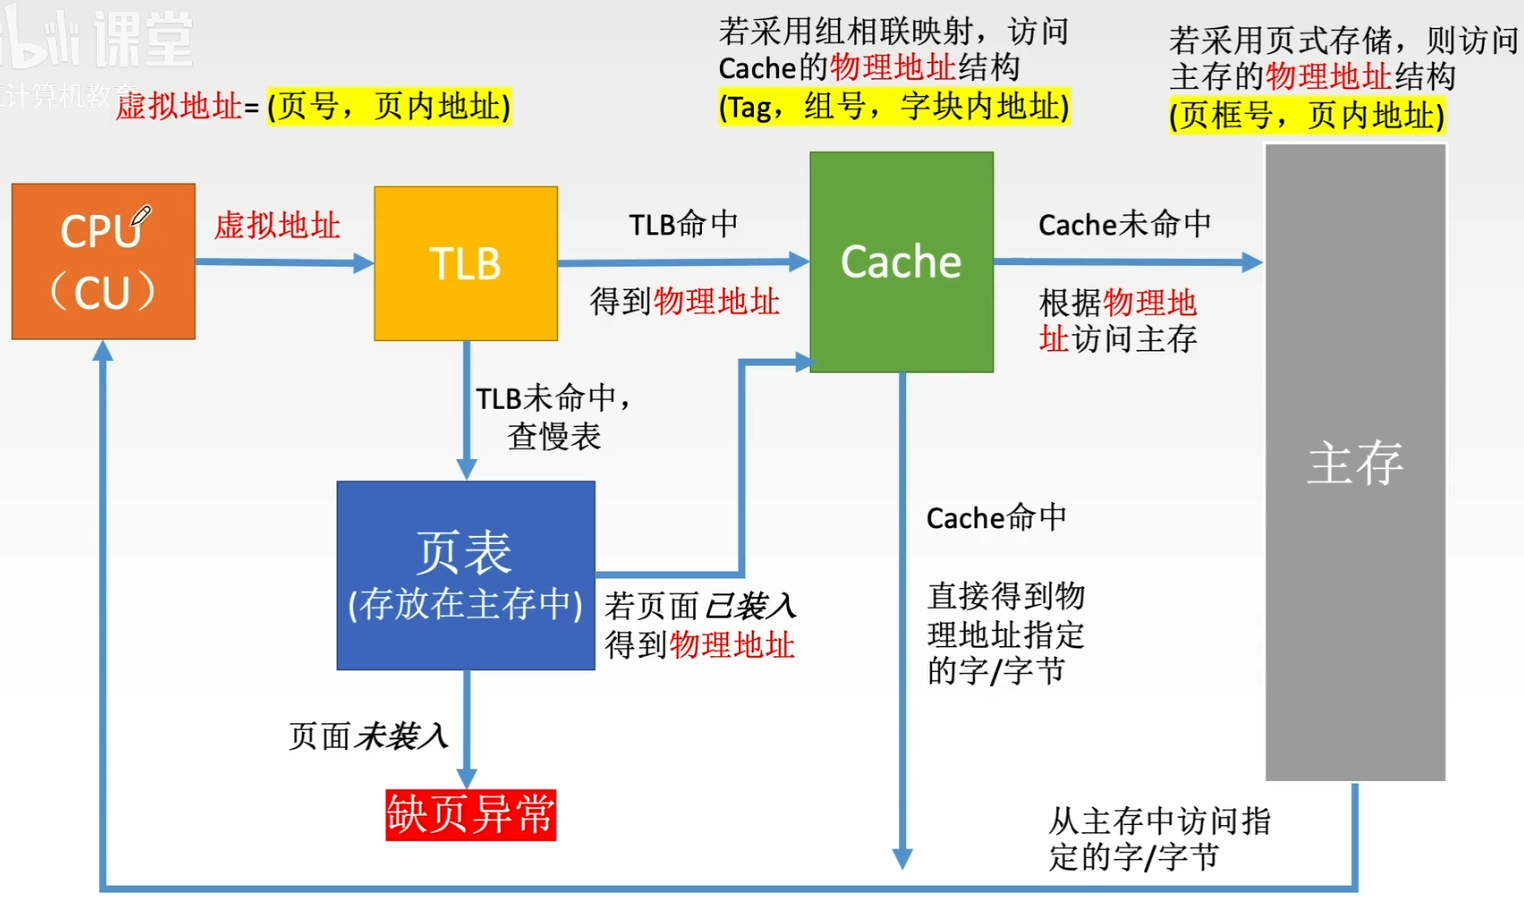 bilibili课堂
计算机教育
虚拟地址= (页号，页内地址)
若采用组相联映射，访问
Cache的物理地址结构
(Tag，组号，字块内地址)
若采用页式存储，则访问
主存的物理地址结构
(页框号，页内地址)
CPU
（CU）
虚拟地址
TLB
TLB命中
得到物理地址
Cache
Cache未命中
根据物理地
址访问主存
主存
TLB未命中，
查慢表
页表
(存放在主存中)
若页面已装入
得到物理地址
Cache命中
直接得到物
理地址指定
的字/字节
页面未装入
缺页异常
从主存中访问指
定的字/字节